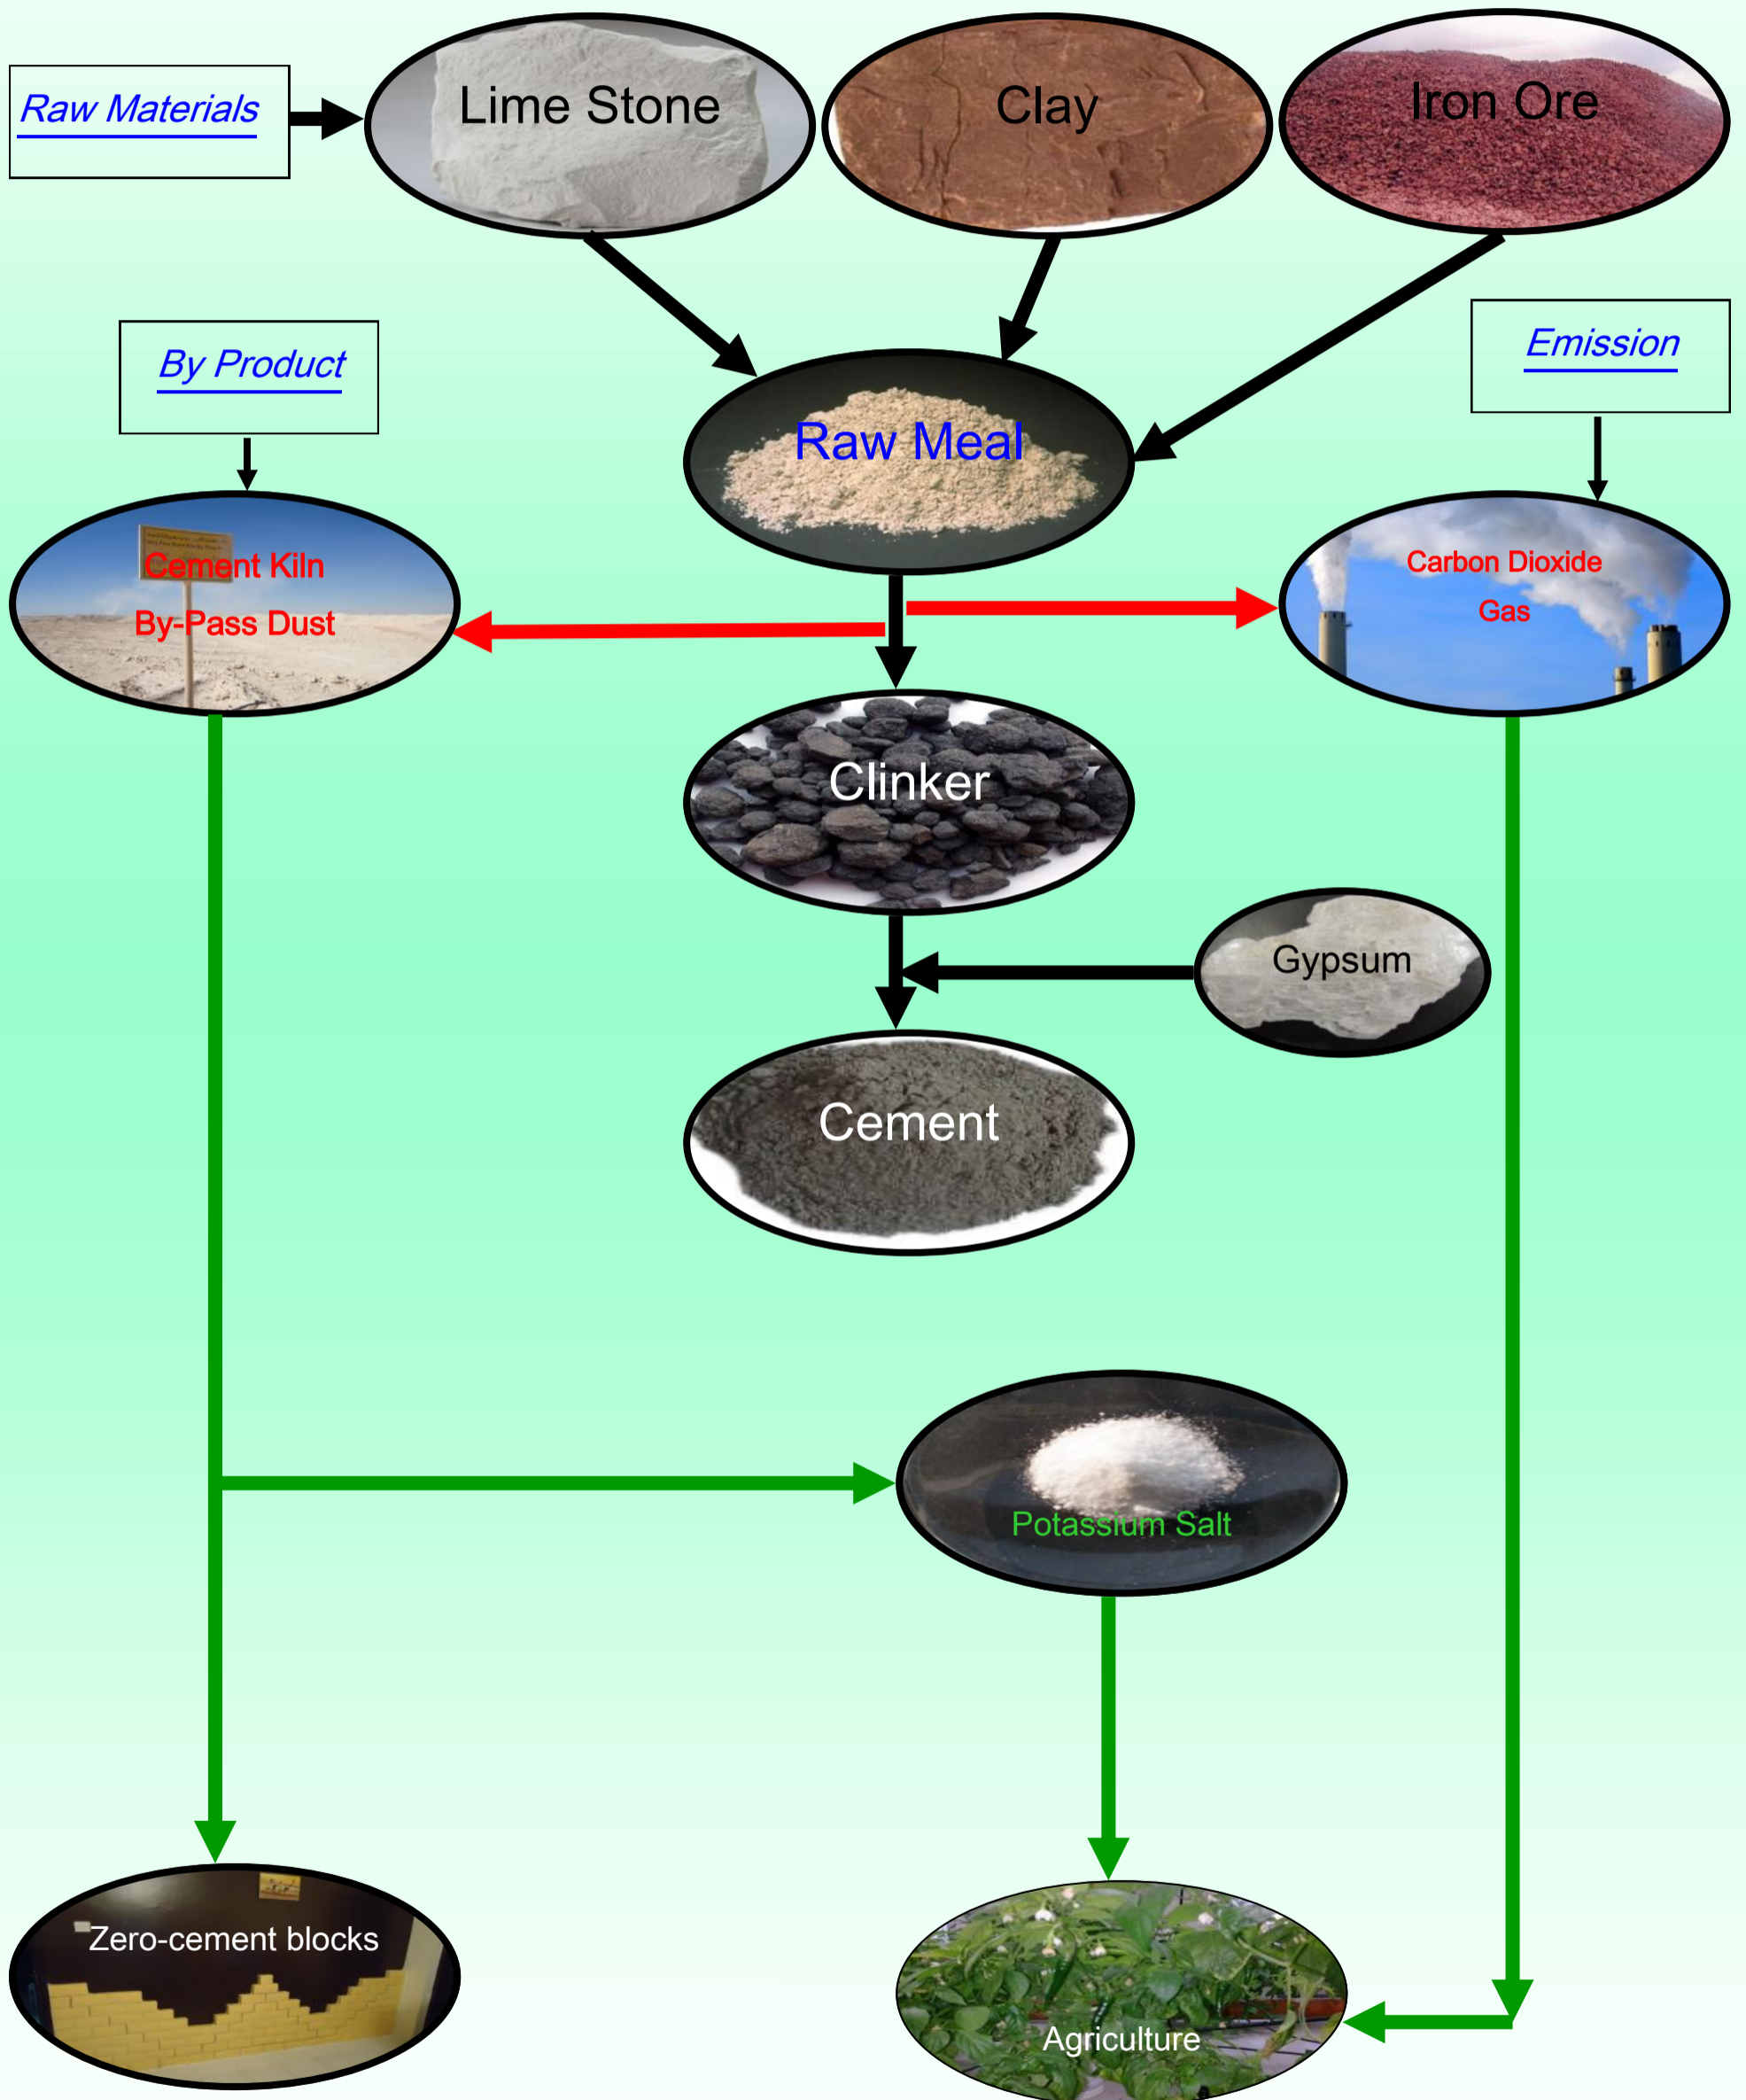 Raw Materials
Lime Stone
Clay
Iron Ore
By Product
Emission
Raw Meal
Cement Kiln
By-Pass Dust
Carbon Dioxide
Gas
Clinker
Gypsum
Cement
Potassium Salt
Zero-cement blocks
Agriculture